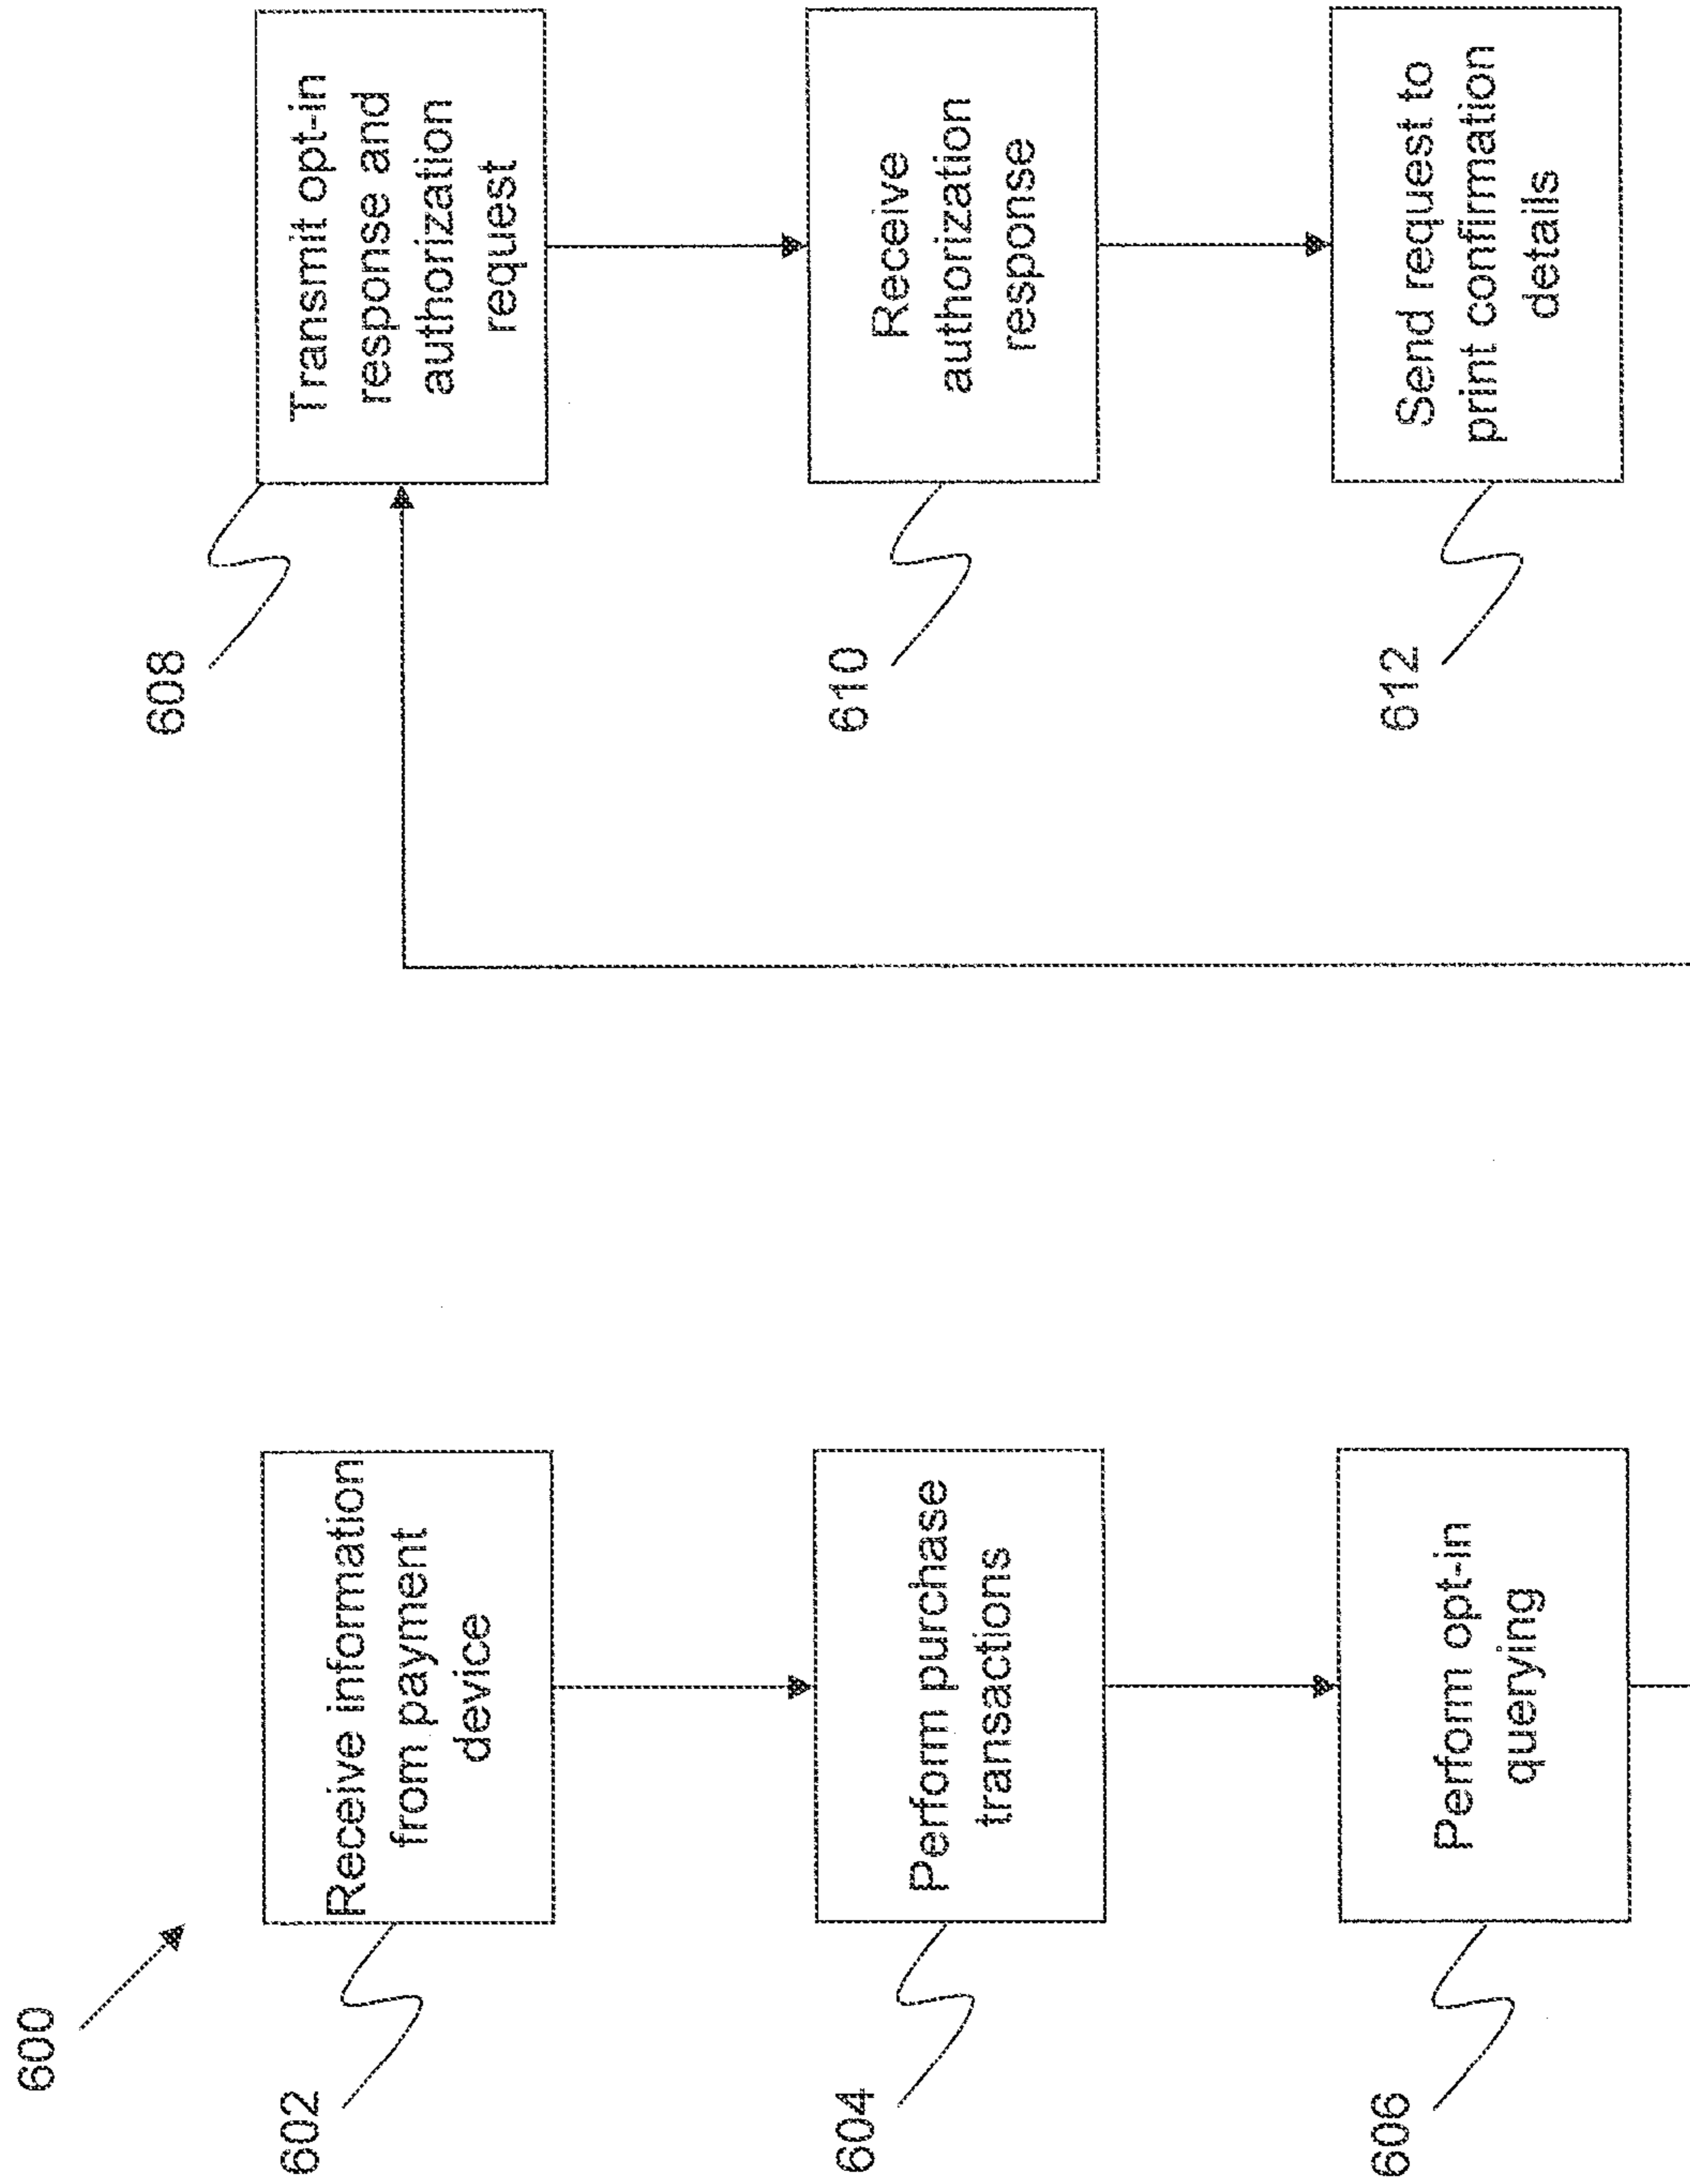 600
602
Receive information
from payment
device
604
Perform purchase
transactions
606
Perform opt-in
querying
608
Transmit opt-in
response and
authorization
request
610
Receive
authorization
response
612
Send request to
print confirmation
details